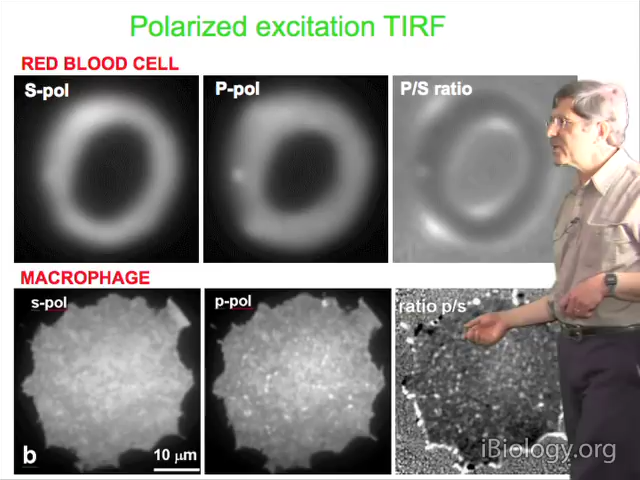 Polarized excitation TIRF
RED BLOOD CELL
S-pol
P-pol
P/S ratio
MACROPHAGE
s-pol
p-pol
ratio p/s
b
10 μm
iBiology.org